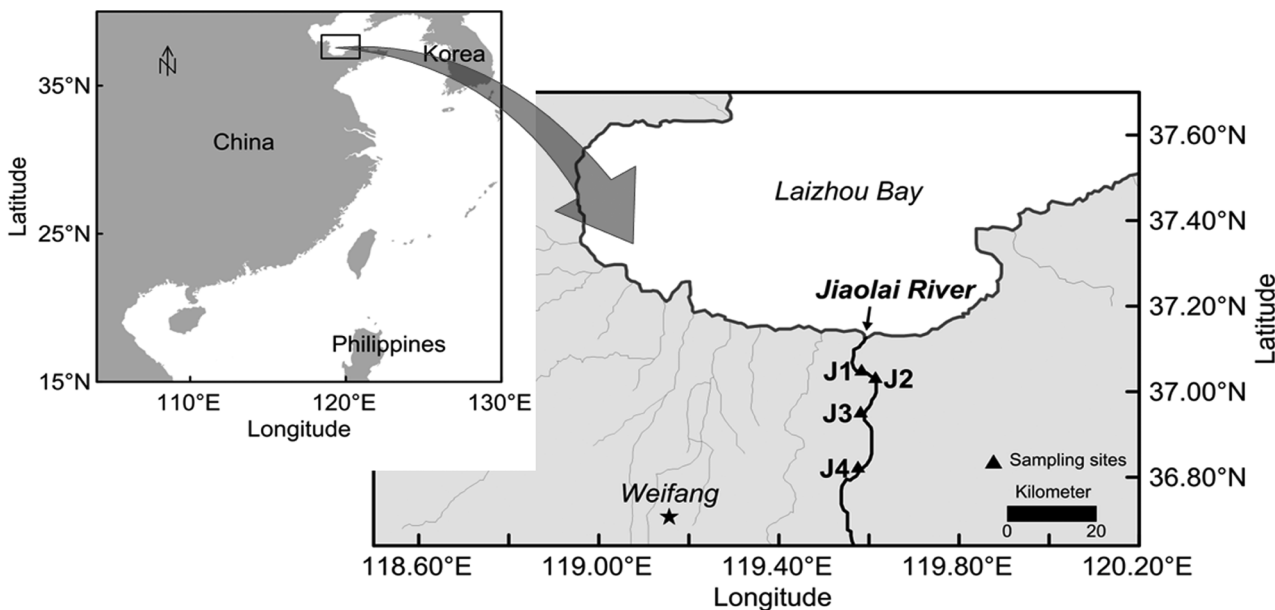 N
Korea
35°N
China
Latitude
25°N
Philippines
15°N
110°E
120°E
130°E
Longitude
37.60°N
Laizhou Bay
37.40°N
Jiaolai River
37.20°N
Latitude
J1
J2
37.00°N
J3
Sampling sites
J4
36.80°N
Kilometer
Weifang
0
20
118.60°E
119.00°E
119.40°E
119.80°E
120.20°E
Longitude